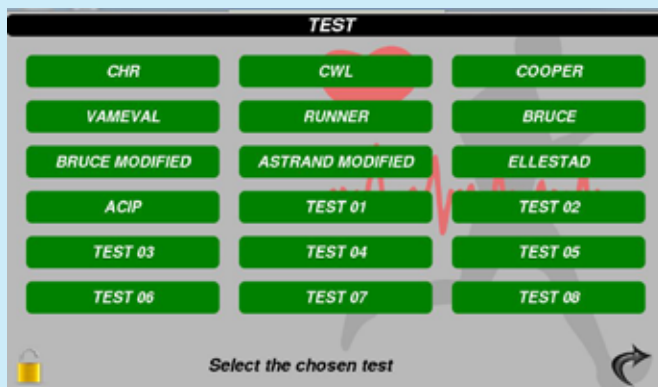 TEST
CHR CWL COOPER
VAMEVAL RUNNER BRUCE
BRUCE MODIFIED ASTRAND MODIFIED ELLESTAD
ACIP TEST 01 TEST 02
TEST 03 TEST 04 TEST 05
TEST 06 TEST 07 TEST 08
Select the chosen test